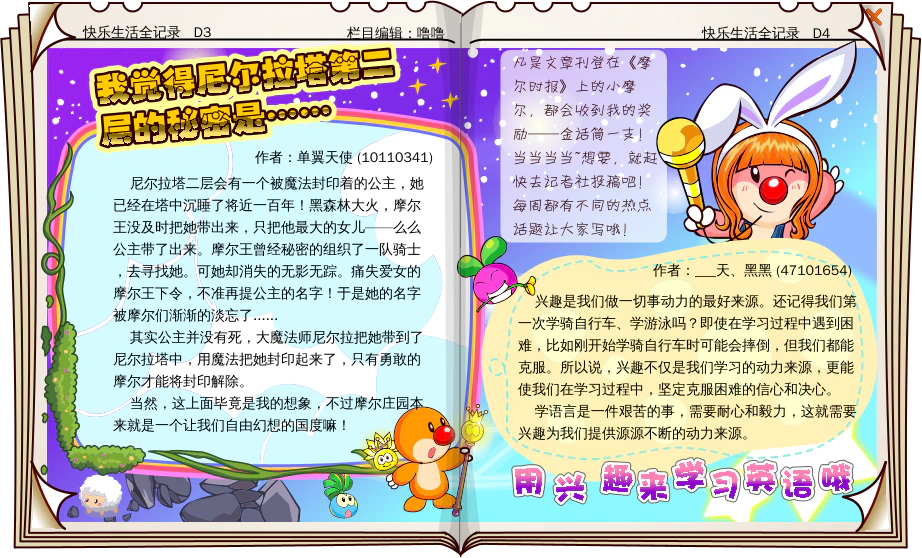 快乐生活全记录 D3
栏目编辑：噜噜
我觉得尼尔拉塔第二
层的秘密是……
作者：单翼天使 (10110341)
尼尔拉塔二层会有一个被魔法封印着的公主，她
已经在塔中沉睡了将近一百年！黑森林大火，摩尔
王没及时把她带出来，只把他最大的女儿——么么
公主带了出来。摩尔王曾经秘密的组织了一队骑士
，去寻找她。可她却消失的无影无踪。痛失爱女的
摩尔王下令，不准再提公主的名字！于是她的名字
被摩尔们渐渐的淡忘了......
其实公主并没有死，大魔法师尼尔拉把她带到了
尼尔拉塔中，用魔法把她封印起来了，只有勇敢的
摩尔才能将封印解除。
当然，这上面毕竟是我的想象，不过摩尔庄园本
来就是一个让我们自由幻想的国度嘛！
快乐生活全记录 D4
凡是文章刊登在《摩
尔时报》上的小摩
尔，都会收到我的奖
励——金话筒一支！
当当当当~想要，就赶
快去记者社投稿吧！
每周都有不同的热点
话题让大家写哦！
作者：___天、黑黑 (47101654)
兴趣是我们做一切事动力的最好来源。还记得我们第
一次学骑自行车、学游泳吗？即使在学习过程中遇到困
难，比如刚开始学骑自行车时可能会摔倒，但我们都能
克服。所以说，兴趣不仅是我们学习的动力来源，更能
使我们在学习过程中，坚定克服困难的信心和决心。
学语言是一件艰苦的事，需要耐心和毅力，这就需要
兴趣为我们提供源源不断的动力来源。
用兴趣来学习英语哦